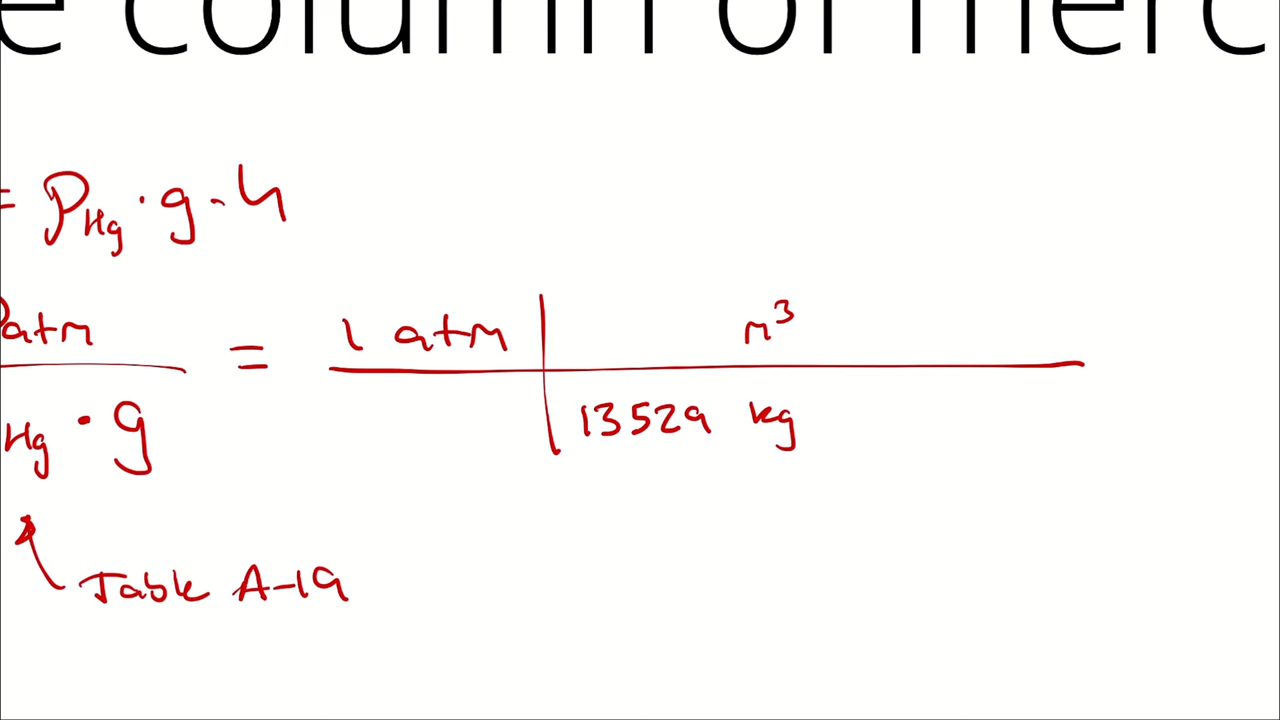 e column of merc
= ρHg · g · h
Patm = 1 atm | m³
Hg · g | 13529 kg
Table A-19